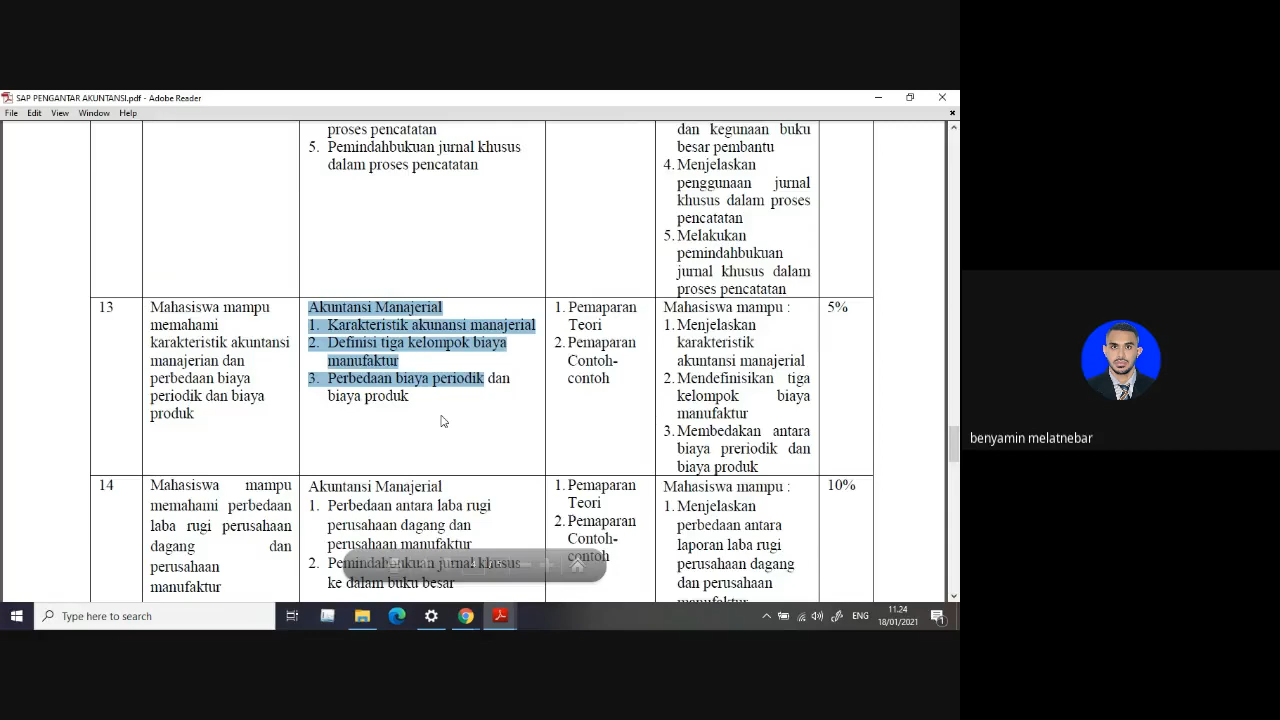 SAP PENGANTAR AKUNTANSI.pdf - Adobe Reader
File Edit View Window Help
proses pencatatan
5. Pemindahbukuan jurnal khusus
dalam proses pencatatan
dan kegunaan buku
besar pembantu
4. Menjelaskan
penggunaan jurnal
khusus dalam proses
pencatatan
5. Melakukan
pemindahbukuan
jurnal khusus dalam
proses pencatatan
13
Mahasiswa mampu
memahami
karakteristik akuntansi
manajerian dan
perbedaan biaya
periodik dan biaya
produk
Akuntansi Manajerial
1. Karakteristik akunansi manajerial
2. Definisi tiga kelompok biaya
manufaktur
3. Perbedaan biaya periodik dan
biaya produk
1. Pemaparan
Teori
2. Pemaparan
Contoh-
contoh
Mahasiswa mampu :
1. Menjelaskan
karakteristik
akuntansi manajerial
2. Mendefinisikan tiga
kelompok biaya
manufaktur
3. Membedakan antara
biaya preriodik dan
biaya produk
5%
14
Mahasiswa mampu
memahami perbedaan
laba rugi perusahaan
dagang dan
perusahaan
manufaktur
Akuntansi Manajerial
1. Perbedaan antara laba rugi
perusahaan dagang dan
perusahaan manufaktur
2. Pemindahbukuan jurnal khusus
ke dalam buku besar
1. Pemaparan
Teori
2. Pemaparan
Contoh-
contoh
Mahasiswa mampu :
1. Menjelaskan
perbedaan antara
laporan laba rugi
perusahaan dagang
dan perusahaan
manufaktur
10%
benyamin melatnebar
Type here to search
ENG
11.24
18/01/2021
1